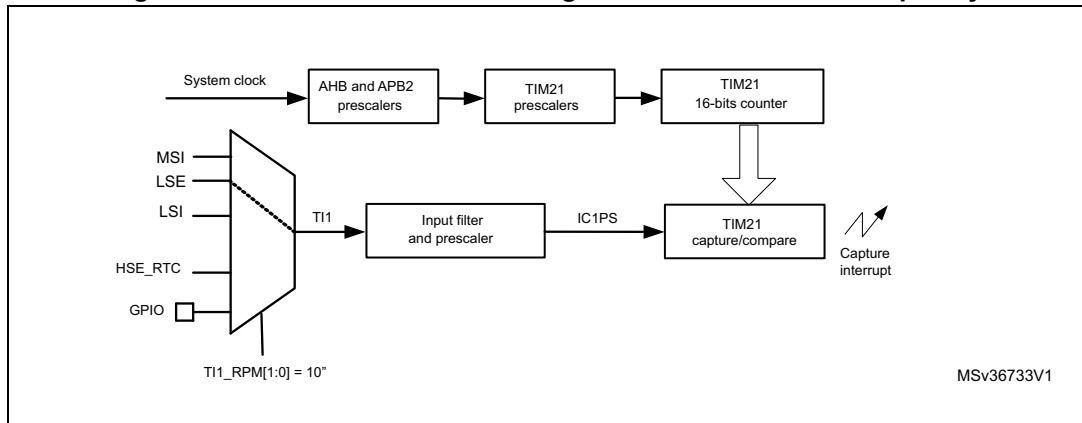 System clock
AHB and APB2
prescalers
TIM21
prescalers
TIM21
16-bits counter
MSI
LSE
LSI
HSE_RTC
GPIO
TI1
Input filter
and prescaler
IC1PS
TIM21
capture/compare
Capture
interrupt
TI1_RPM[1:0] = 10”
MSv36733V1